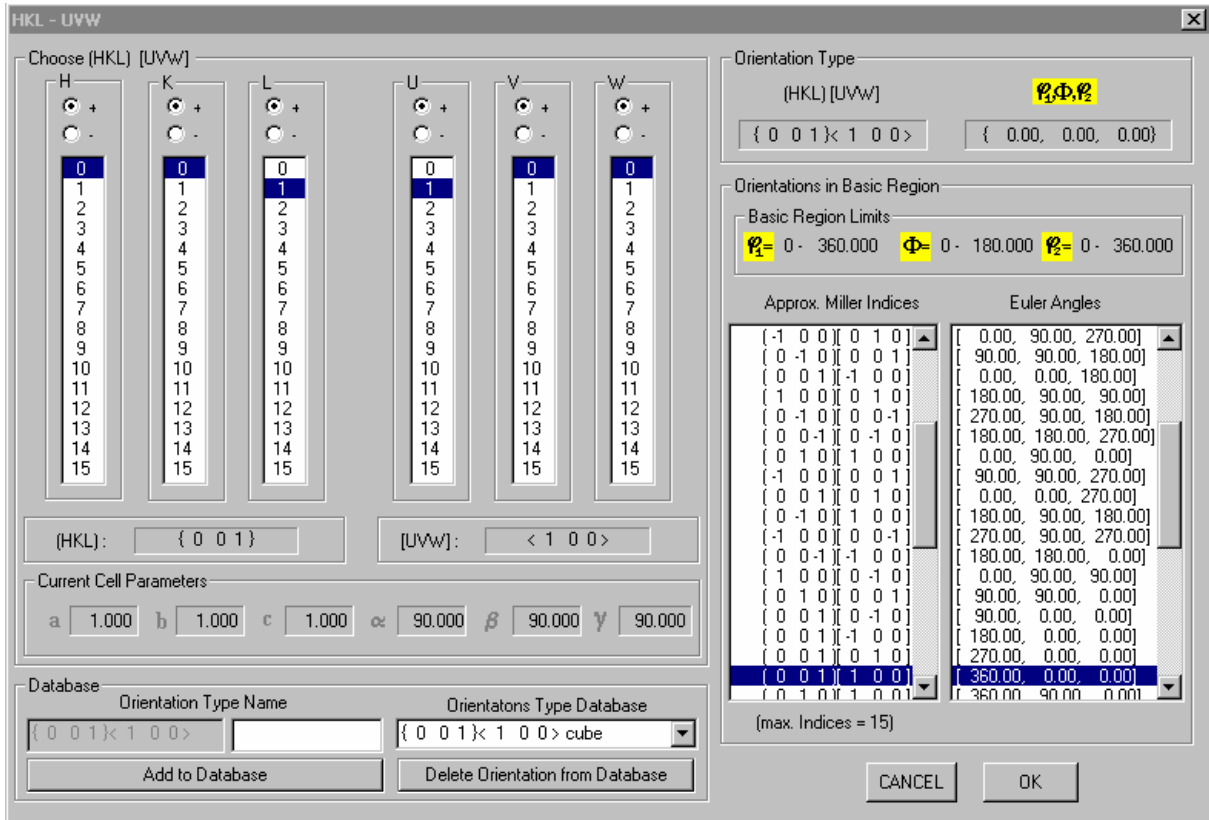 HKL - UVW
Choose (HKL) [UVW]
H K L U V W
+ + + + + +
- - - - - -
0 0 0 0 0 0
1 1 1 1 1 1
2 2 2 2 2 2
3 3 3 3 3 3
4 4 4 4 4 4
5 5 5 5 5 5
6 6 6 6 6 6
7 7 7 7 7 7
8 8 8 8 8 8
9 9 9 9 9 9
10 10 10 10 10 10
11 11 11 11 11 11
12 12 12 12 12 12
13 13 13 13 13 13
14 14 14 14 14 14
15 15 15 15 15 15
(HKL) : { 0 0 1 } [UVW] : < 1 0 0 >
Current Cell Parameters
a 1.000 b 1.000 c 1.000 α 90.000 β 90.000 γ 90.000
Database
Orientation Type Name
{ 0 0 1 }< 1 0 0 >
Add to Database
Orientatons Type Database
{ 0 0 1 }< 1 0 0 > cube
Delete Orientation from Database
Orientation Type
(HKL) [UVW] φ1,Φ,φ2
{ 0 0 1 }< 1 0 0 > { 0.00, 0.00, 0.00}
Orientations in Basic Region
Basic Region Limits
φ1= 0 - 360.000 Φ= 0 - 180.000 φ2= 0 - 360.000
Approx. Miller Indices Euler Angles
( -1 0 0 )[ 0 1 0 ] [ 0.00, 90.00, 270.00]
( 0 -1 0 )[ 0 0 1 ] [ 90.00, 90.00, 180.00]
( 0 0 1 )[ -1 0 0 ] [ 0.00, 0.00, 180.00]
( 1 0 0 )[ 0 1 0 ] [ 180.00, 90.00, 90.00]
( 0 -1 0 )[ 0 0 -1 ] [ 270.00, 90.00, 180.00]
( 0 0 -1 )[ 0 -1 0 ] [ 180.00, 180.00, 270.00]
( 0 1 0 )[ 1 0 0 ] [ 0.00, 90.00, 0.00]
( -1 0 0 )[ 0 0 1 ] [ 90.00, 90.00, 270.00]
( 0 0 1 )[ 0 1 0 ] [ 0.00, 0.00, 270.00]
( 0 -1 0 )[ 1 0 0 ] [ 180.00, 90.00, 180.00]
( -1 0 0 )[ 0 0 -1 ] [ 270.00, 90.00, 270.00]
( 0 0 -1 )[ -1 0 0 ] [ 180.00, 180.00, 0.00]
( 1 0 0 )[ 0 -1 0 ] [ 0.00, 90.00, 90.00]
( 0 1 0 )[ 0 0 1 ] [ 90.00, 90.00, 0.00]
( 0 0 1 )[ 0 -1 0 ] [ 90.00, 0.00, 0.00]
( 0 0 1 )[ -1 0 0 ] [ 180.00, 0.00, 0.00]
( 0 0 1 )[ 0 1 0 ] [ 270.00, 0.00, 0.00]
( 0 0 1 )[ 1 0 0 ] [ 360.00, 0.00, 0.00]
( 0 1 0 )[ 1 0 0 ] [ 360.00, 90.00, 0.00]
(max. Indices = 15)
CANCEL OK